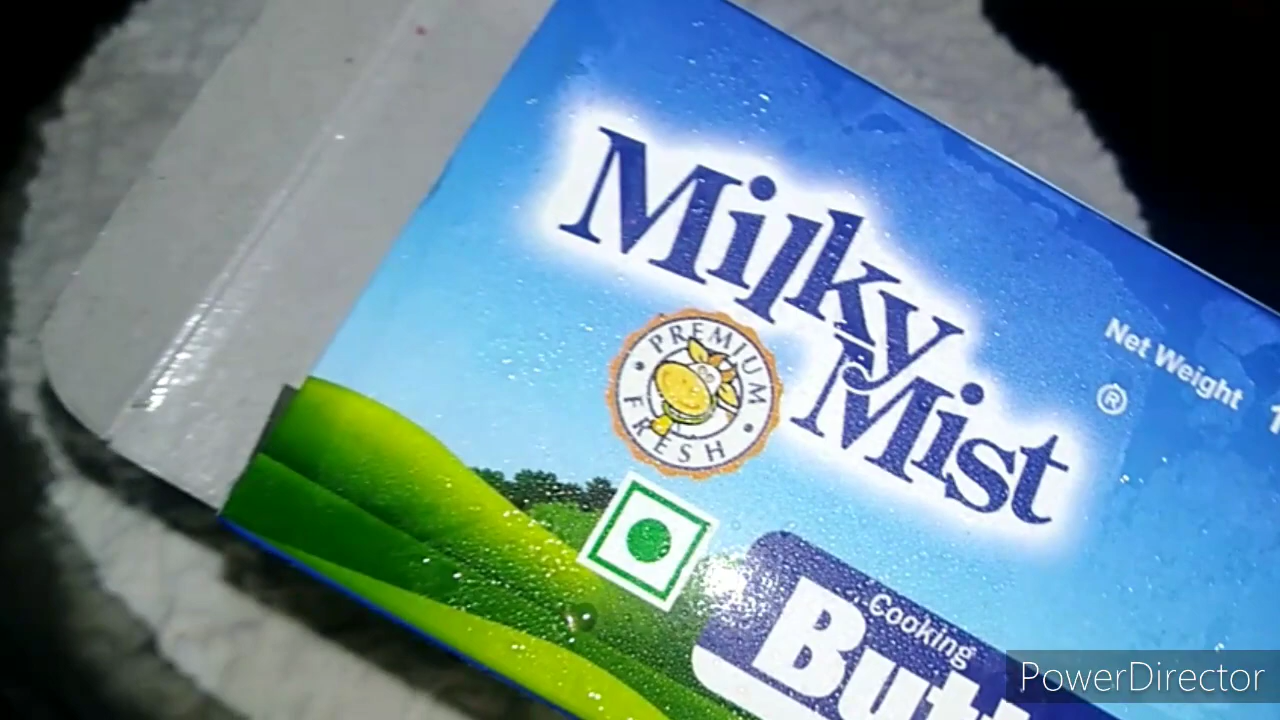 Milky
Mist
®
PREMIUM
FRESH
Net Weight
Cooking
PowerDirector